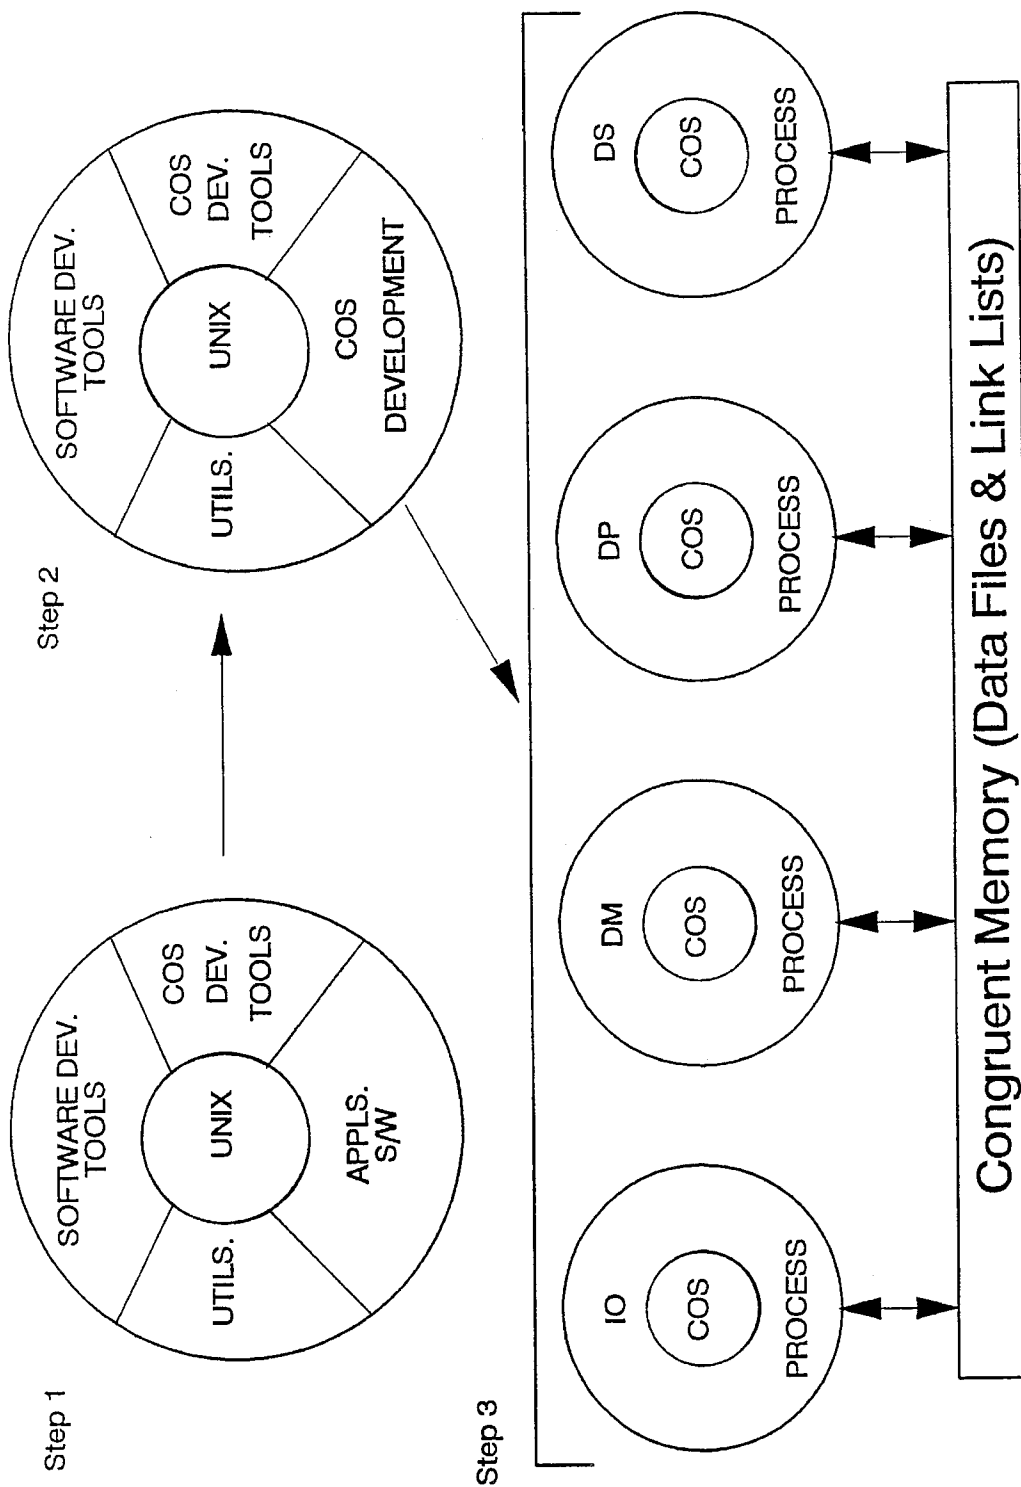 Step 1
SOFTWARE DEV.
TOOLS
UTILS.
UNIX
COS
DEV.
TOOLS
APPLS.
S/W
Step 2
SOFTWARE DEV.
TOOLS
UTILS.
UNIX
COS
DEV.
TOOLS
COS
DEVELOPMENT
Step 3
IO
COS
PROCESS
DM
COS
PROCESS
DP
COS
PROCESS
DS
COS
PROCESS
Congruent Memory (Data Files & Link Lists)